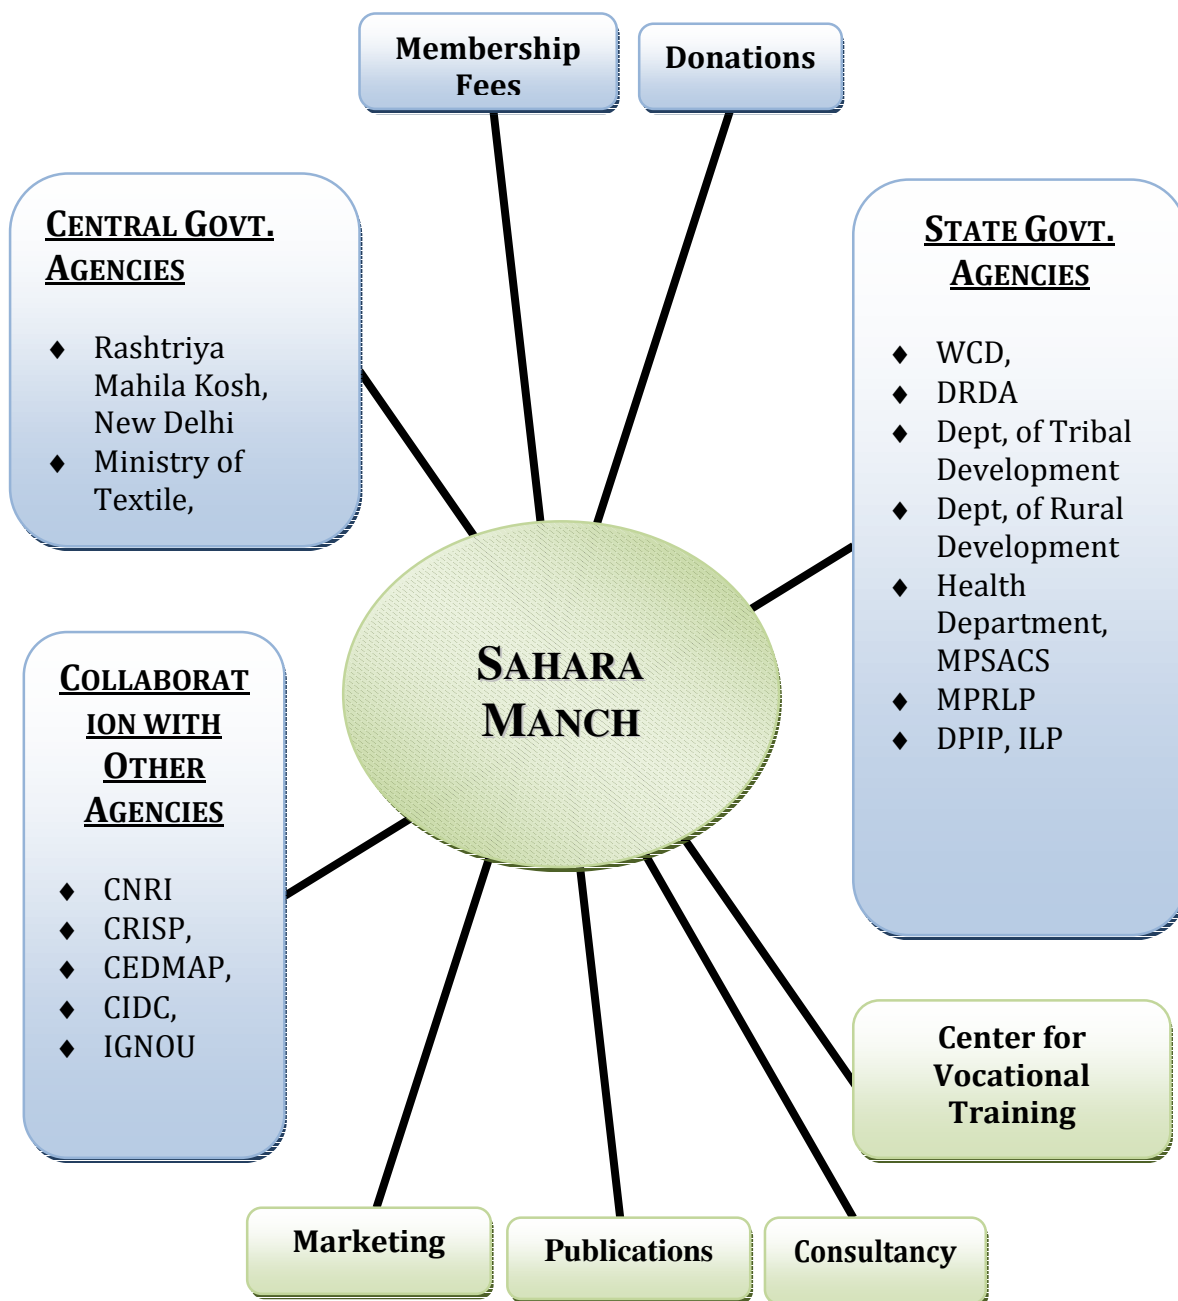 Membership
Fees
Donations
CENTRAL GOVT.
AGENCIES
♦ Rashtriya
Mahila Kosh,
New Delhi
♦ Ministry of
Textile,
STATE GOVT.
AGENCIES
♦ WCD,
♦ DRDA
♦ Dept, of Tribal
Development
♦ Dept, of Rural
Development
♦ Health
Department,
MPSACS
♦ MPRLP
♦ DPIP, ILP
SAHARA
MANCH
COLLABORAT
ION WITH
OTHER
AGENCIES
♦ CNRI
♦ CRISP,
♦ CEDMAP,
♦ CIDC,
♦ IGNOU
Center for
Vocational
Training
Marketing
Publications
Consultancy